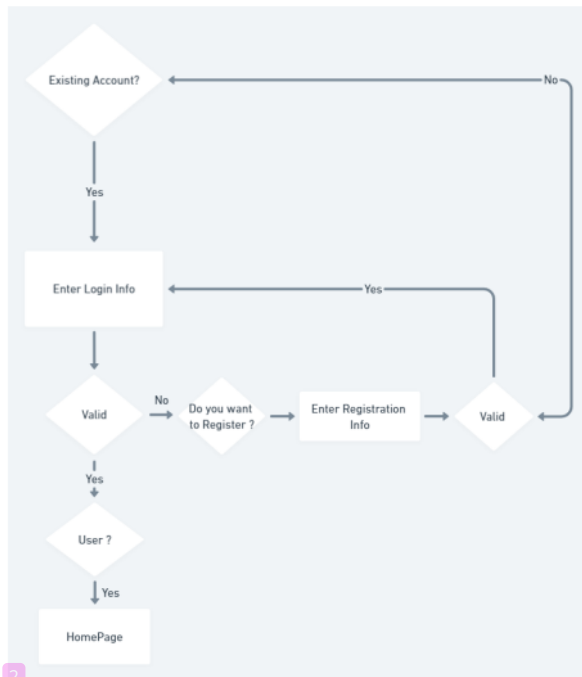 Existing Account?
No
Yes
Enter Login Info
Yes
Valid
No
Do you want
to Register ?
Enter Registration
Info
Valid
Yes
User ?
Yes
HomePage
?